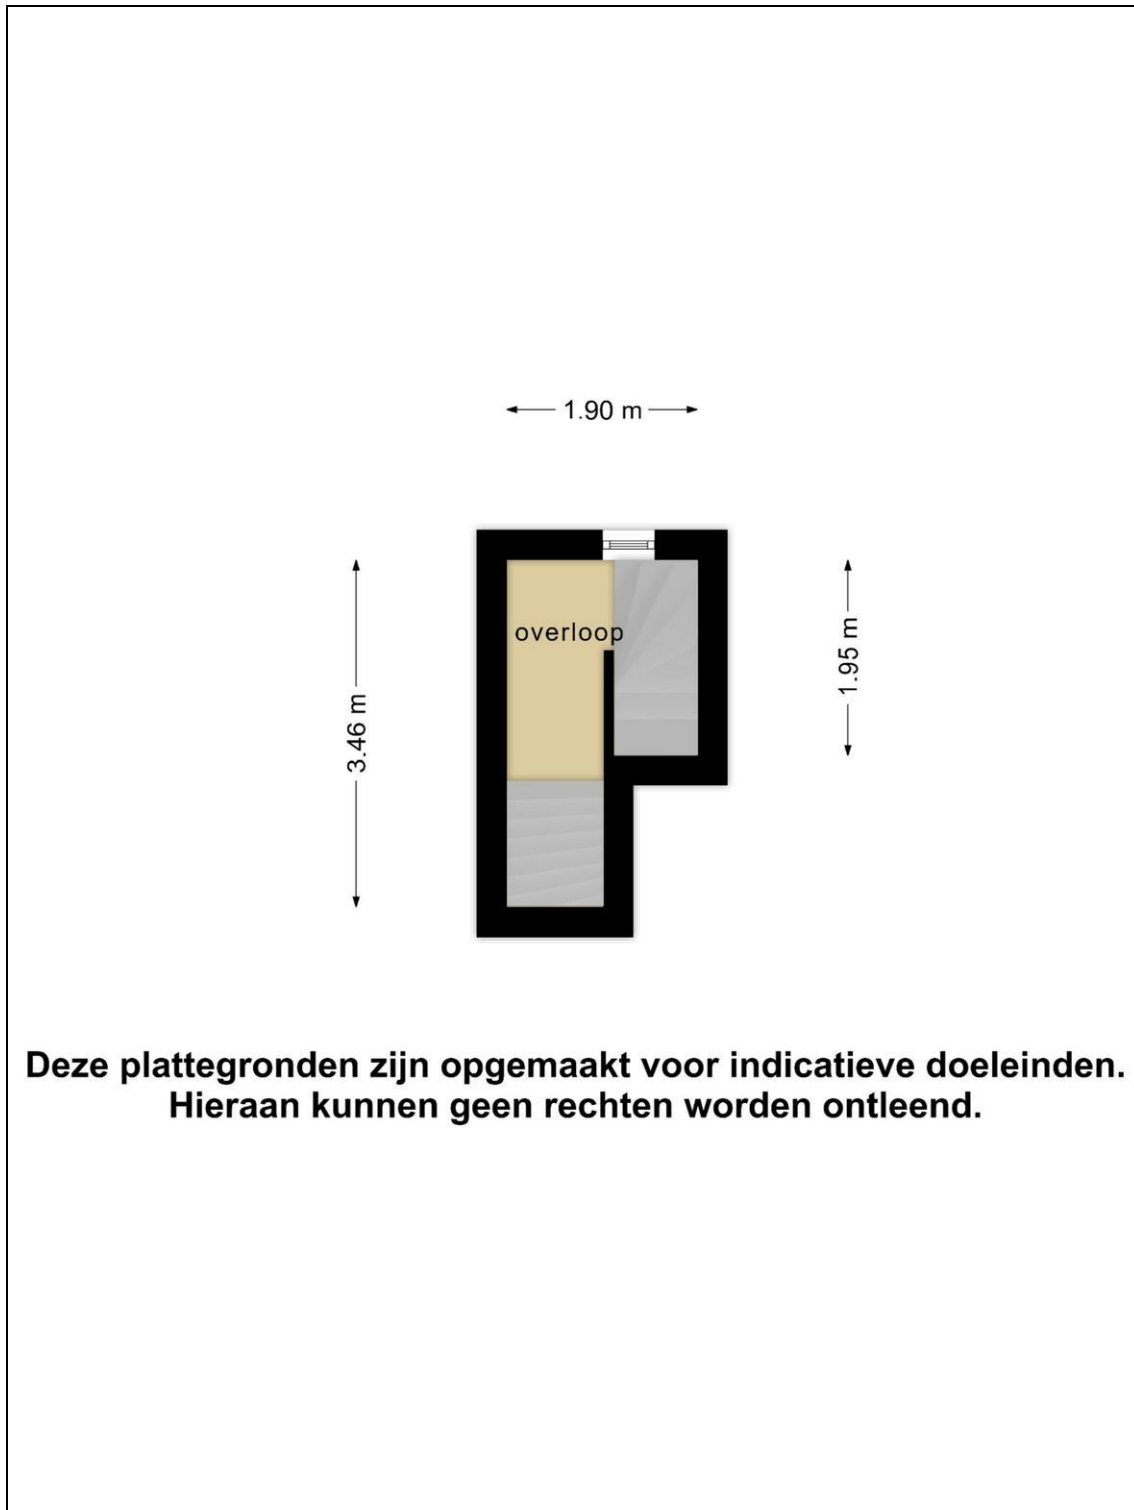 1.90 m
overloop
3.46 m
1.95 m
Deze plattegronden zijn opgemaakt voor indicatieve doeleinden.
Hieraan kunnen geen rechten worden ontleend.